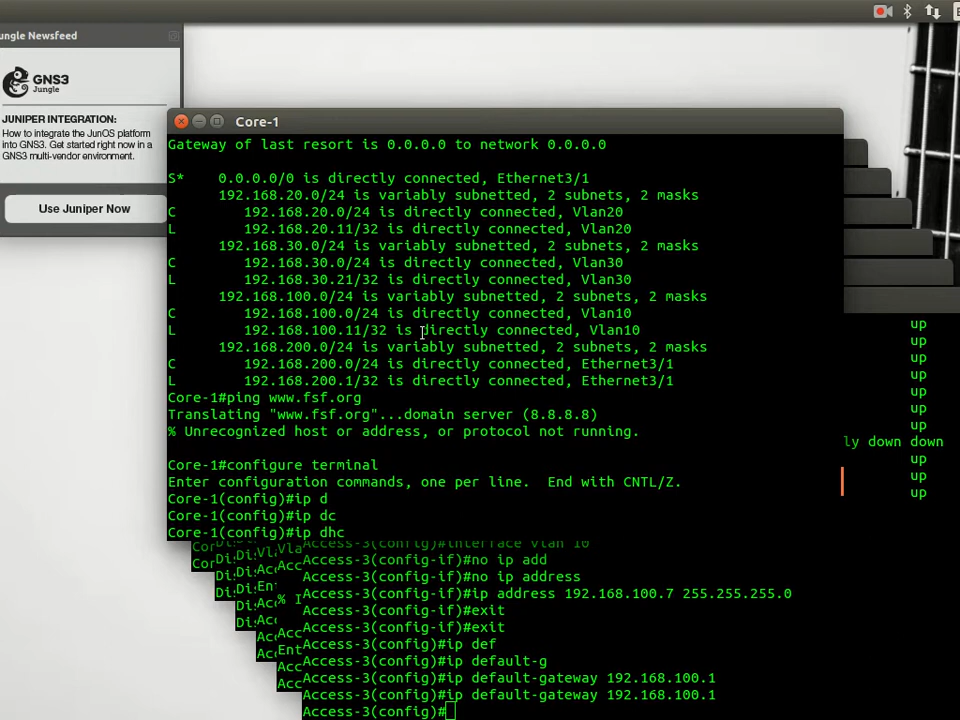 ungle Newsfeed
GNS3
Jungle
JUNIPER INTEGRATION:
How to integrate the JunOS platform
into GNS3. Get started right now in a
GNS3 multi-vendor environment.
Use Juniper Now
Core-1
Gateway of last resort is 0.0.0.0 to network 0.0.0.0
S* 0.0.0.0/0 is directly connected, Ethernet3/1
192.168.20.0/24 is variably subnetted, 2 subnets, 2 masks
C 192.168.20.0/24 is directly connected, Vlan20
L 192.168.20.11/32 is directly connected, Vlan20
192.168.30.0/24 is variably subnetted, 2 subnets, 2 masks
C 192.168.30.0/24 is directly connected, Vlan30
L 192.168.30.21/32 is directly connected, Vlan30
192.168.100.0/24 is variably subnetted, 2 subnets, 2 masks
C 192.168.100.0/24 is directly connected, Vlan10
L 192.168.100.11/32 is directly connected, Vlan10
192.168.200.0/24 is variably subnetted, 2 subnets, 2 masks
C 192.168.200.0/24 is directly connected, Ethernet3/1
L 192.168.200.1/32 is directly connected, Ethernet3/1
Core-1#ping www.fsf.org
Translating "www.fsf.org"...domain server (8.8.8.8)
% Unrecognized host or address, or protocol not running.
Core-1#configure terminal
Enter configuration commands, one per line. End with CNTL/Z.
Core-1(config)#ip d
Core-1(config)#ip dc
Core-1(config)#ip dhc
up
up
up
up
up
up
up
ly down down
up
up
up
Access-3(config)#interface vlan 10
Access-3(config-if)#no ip add
Access-3(config-if)#no ip address
Access-3(config-if)#ip address 192.168.100.7 255.255.255.0
Access-3(config-if)#exit
Access-3(config-if)#exit
Access-3(config)#ip def
Access-3(config)#ip default-g
Access-3(config)#ip default-gateway 192.168.100.1
Access-3(config)#ip default-gateway 192.168.100.1
Access-3(config)#